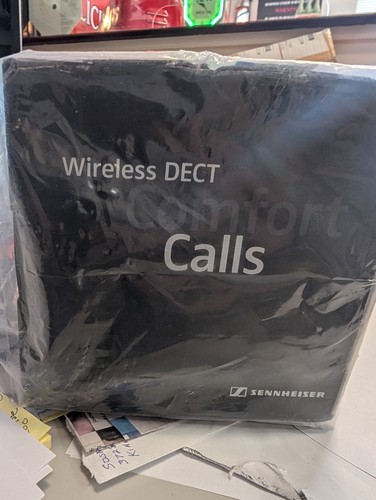 Wireless DECT
Comfort
Calls
SENNHEISER